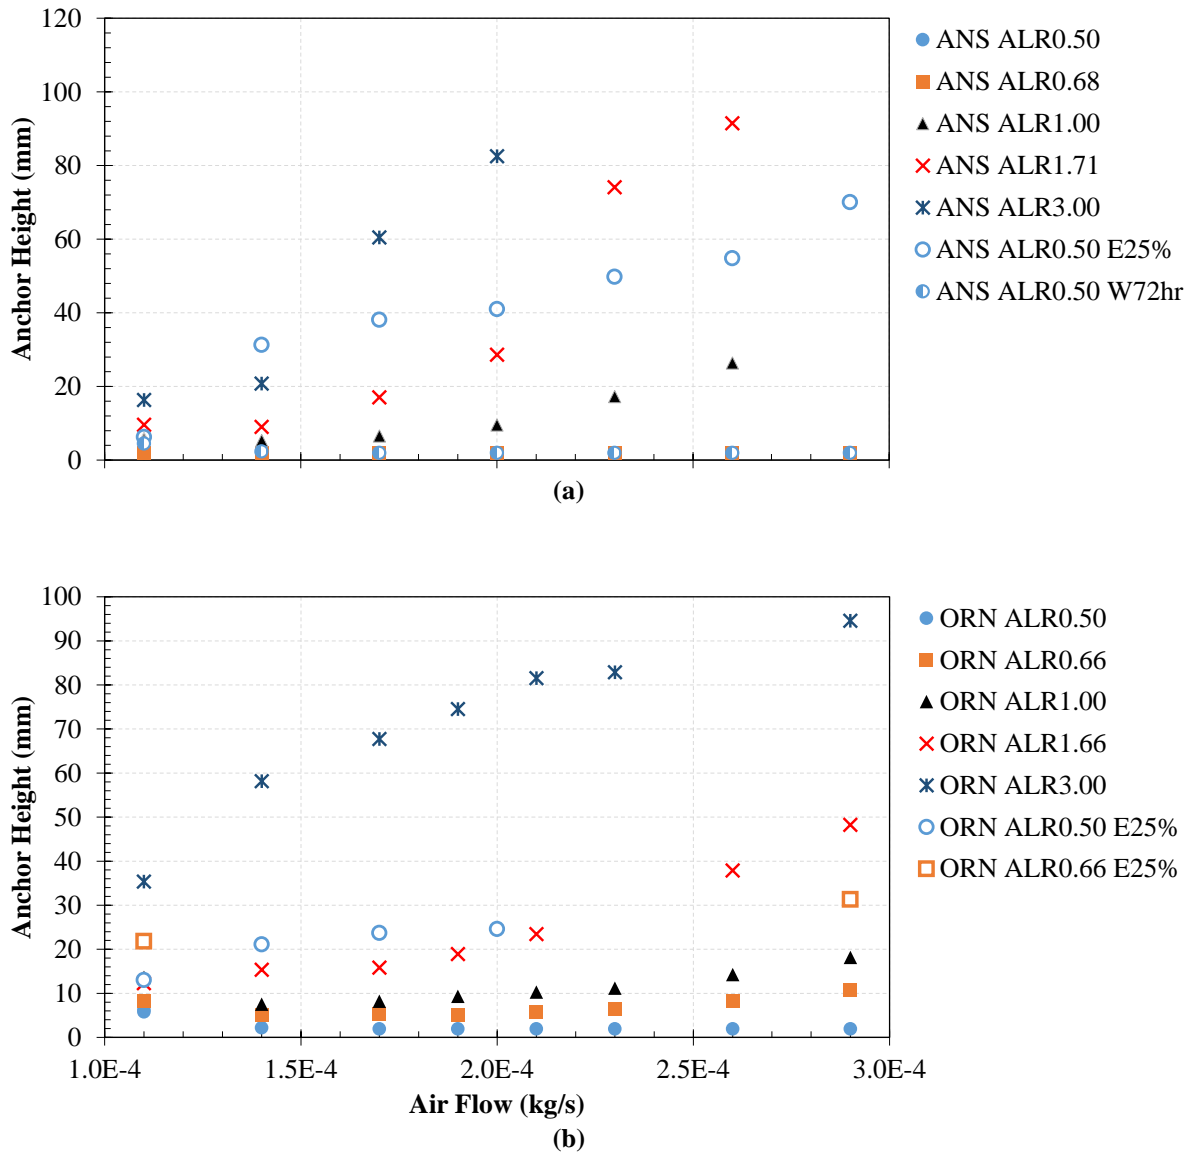 120
100
80
60
40
20
0
Anchor Height (mm)
ANS ALR0.50
ANS ALR0.68
ANS ALR1.00
ANS ALR1.71
ANS ALR3.00
ANS ALR0.50 E25%
ANS ALR0.50 W72hr
(a)
100
90
80
70
60
50
40
30
20
10
0
Anchor Height (mm)
ORN ALR0.50
ORN ALR0.66
ORN ALR1.00
ORN ALR1.66
ORN ALR3.00
ORN ALR0.50 E25%
ORN ALR0.66 E25%
1.0E-4 1.5E-4 2.0E-4 2.5E-4 3.0E-4
Air Flow (kg/s)
(b)